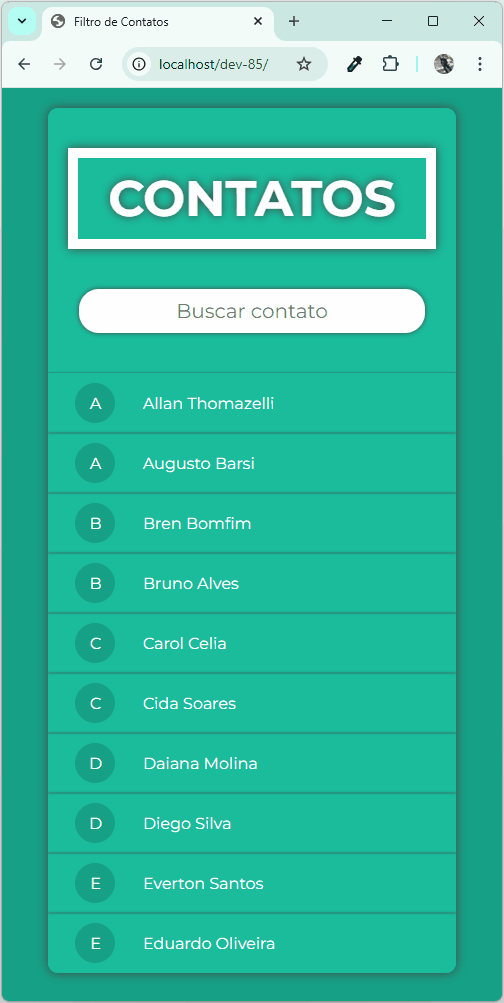 Filtro de Contatos
localhost/dev-85/
CONTATOS
Buscar contato
A Allan Thomazelli
A Augusto Barsi
B Bren Bomfim
B Bruno Alves
C Carol Celia
C Cida Soares
D Daiana Molina
D Diego Silva
E Everton Santos
E Eduardo Oliveira